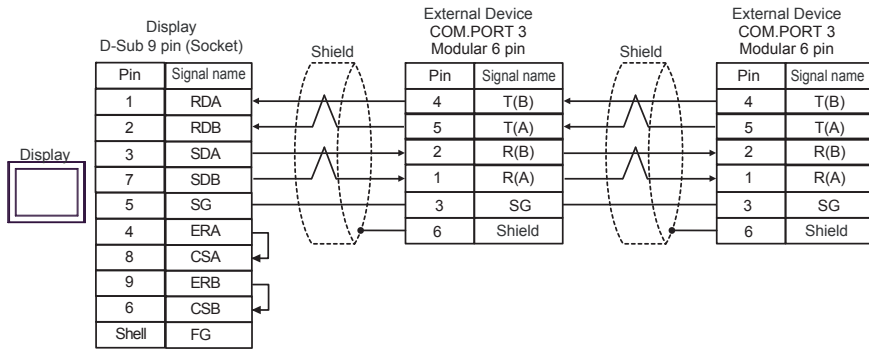 Display
D-Sub 9 pin (Socket)
Shield
External Device
COM.PORT 3
Modular 6 pin
Shield
External Device
COM.PORT 3
Modular 6 pin
Display
Pin Signal name
1 RDA
2 RDB
3 SDA
7 SDB
5 SG
4 ERA
8 CSA
9 ERB
6 CSB
Shell FG
Pin Signal name
4 T(B)
5 T(A)
2 R(B)
1 R(A)
3 SG
6 Shield
Pin Signal name
4 T(B)
5 T(A)
2 R(B)
1 R(A)
3 SG
6 Shield